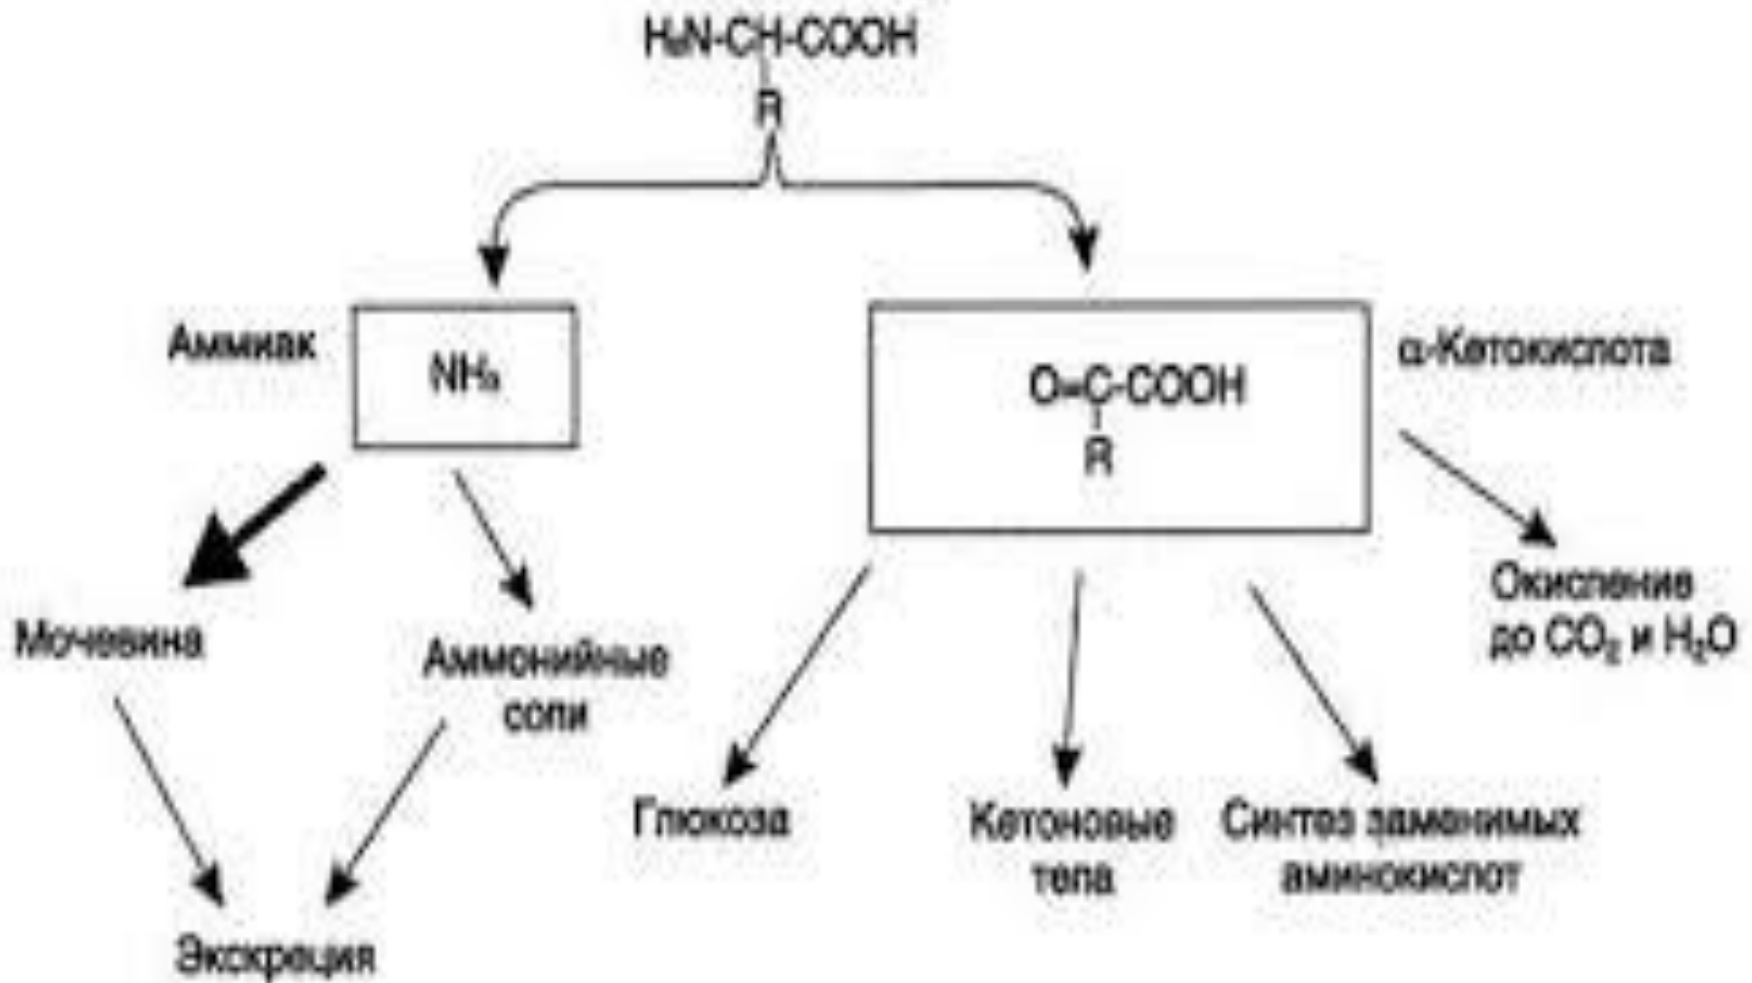 H₂N-CH-COOH
R
Аммиак
NH₃
α-Кетокислота
O=C-COOH
R
Окисление
до CO₂ и H₂O
Мочевина
Аммонийные
соли
Глюкоза
Кетоновые
тела
Синтез заменимых
аминокислот
Экскреция